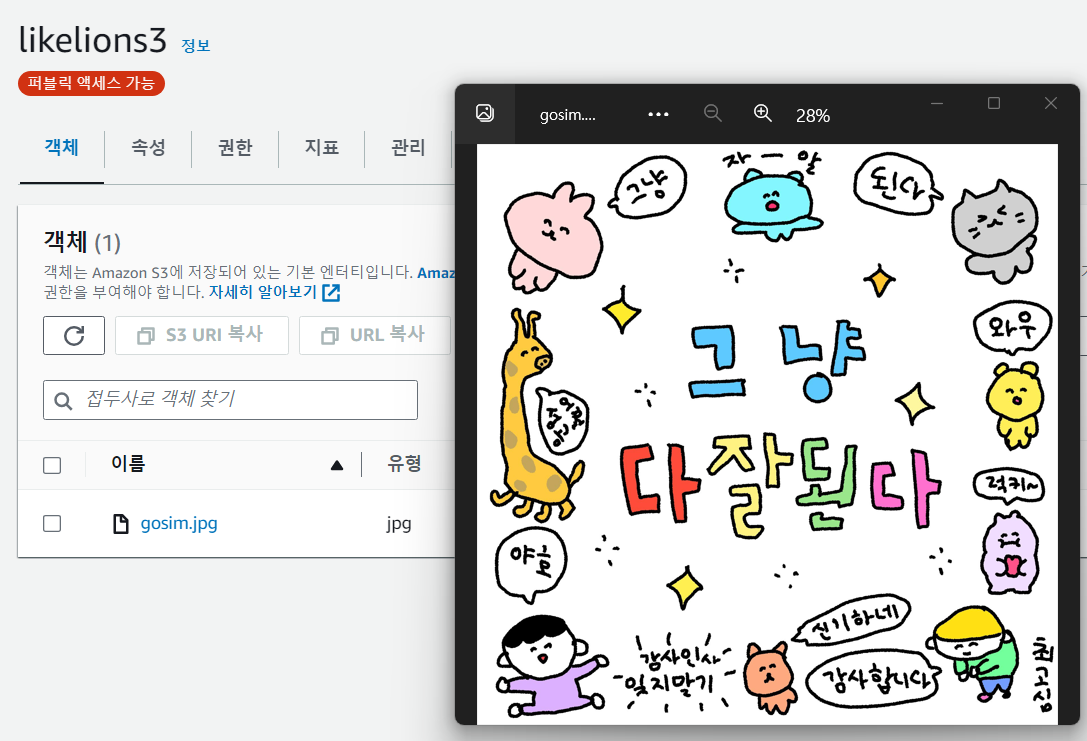 likelions3 정보
퍼블릭 액세스 가능
객체 속성 권한 지표 관리
객체 (1)
객체는 Amazon S3에 저장되어 있는 기본 엔터티입니다. Amaz
권한을 부여해야 합니다. 자세히 알아보기
S3 URI 복사 URL 복사
접두사로 객체 찾기
이름 유형
gosim.jpg jpg
gosim.... 28%
그냥
자 — 알
된다
와우
그냥
다잘된다
럭키~
야호
신기하네
감사인사
잊지말기
감사합니다
최고심